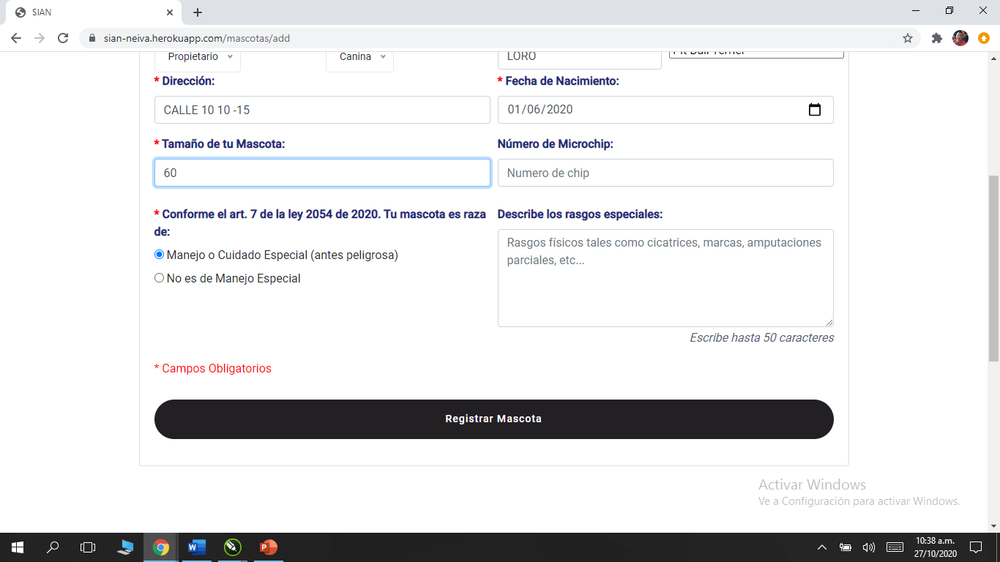 SIAN
sian-neiva.herokuapp.com/mascotas/add
Propietario
Canina
LORO
Pit Bull Terrier
* Dirección:
* Fecha de Nacimiento:
CALLE 10 10 -15
01/06/2020
* Tamaño de tu Mascota:
Número de Microchip:
60
Numero de chip
* Conforme el art. 7 de la ley 2054 de 2020. Tu mascota es raza
de:
Describe los rasgos especiales:
Manejo o Cuidado Especial (antes peligrosa)
No es de Manejo Especial
Rasgos físicos tales como cicatrices, marcas, amputaciones
parciales, etc...
Escribe hasta 50 caracteres
* Campos Obligatorios
Registrar Mascota
Activar Windows
Ve a Configuración para activar Windows.
10:38 a.m.
27/10/2020